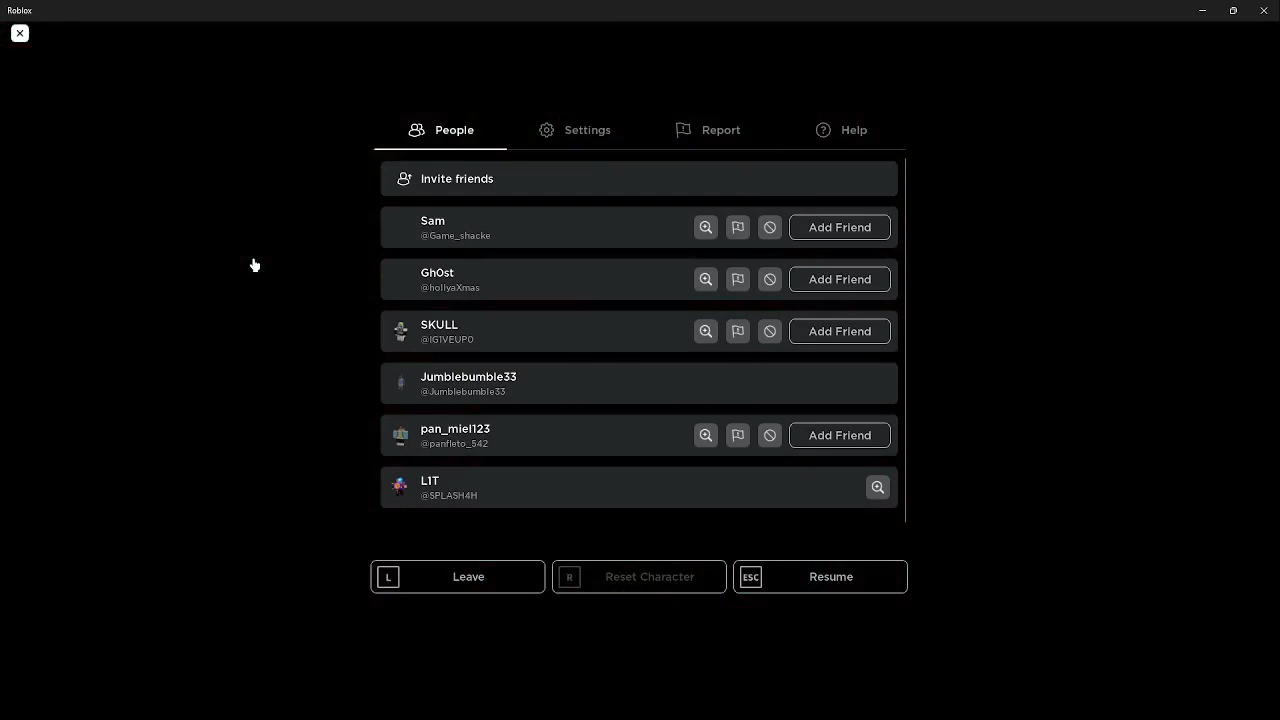 Roblox
People
Settings
Report
Help
Invite friends
Sam
@Game_shacke
Add Friend
Gh0st
@hollyaXmas
Add Friend
SKULL
@IG1VEUP0
Add Friend
Jumblebumble33
@Jumblebumble33
pan_miel123
@panfleto_542
Add Friend
L1T
@SPLASH4H
L Leave
R Reset Character
ESC Resume